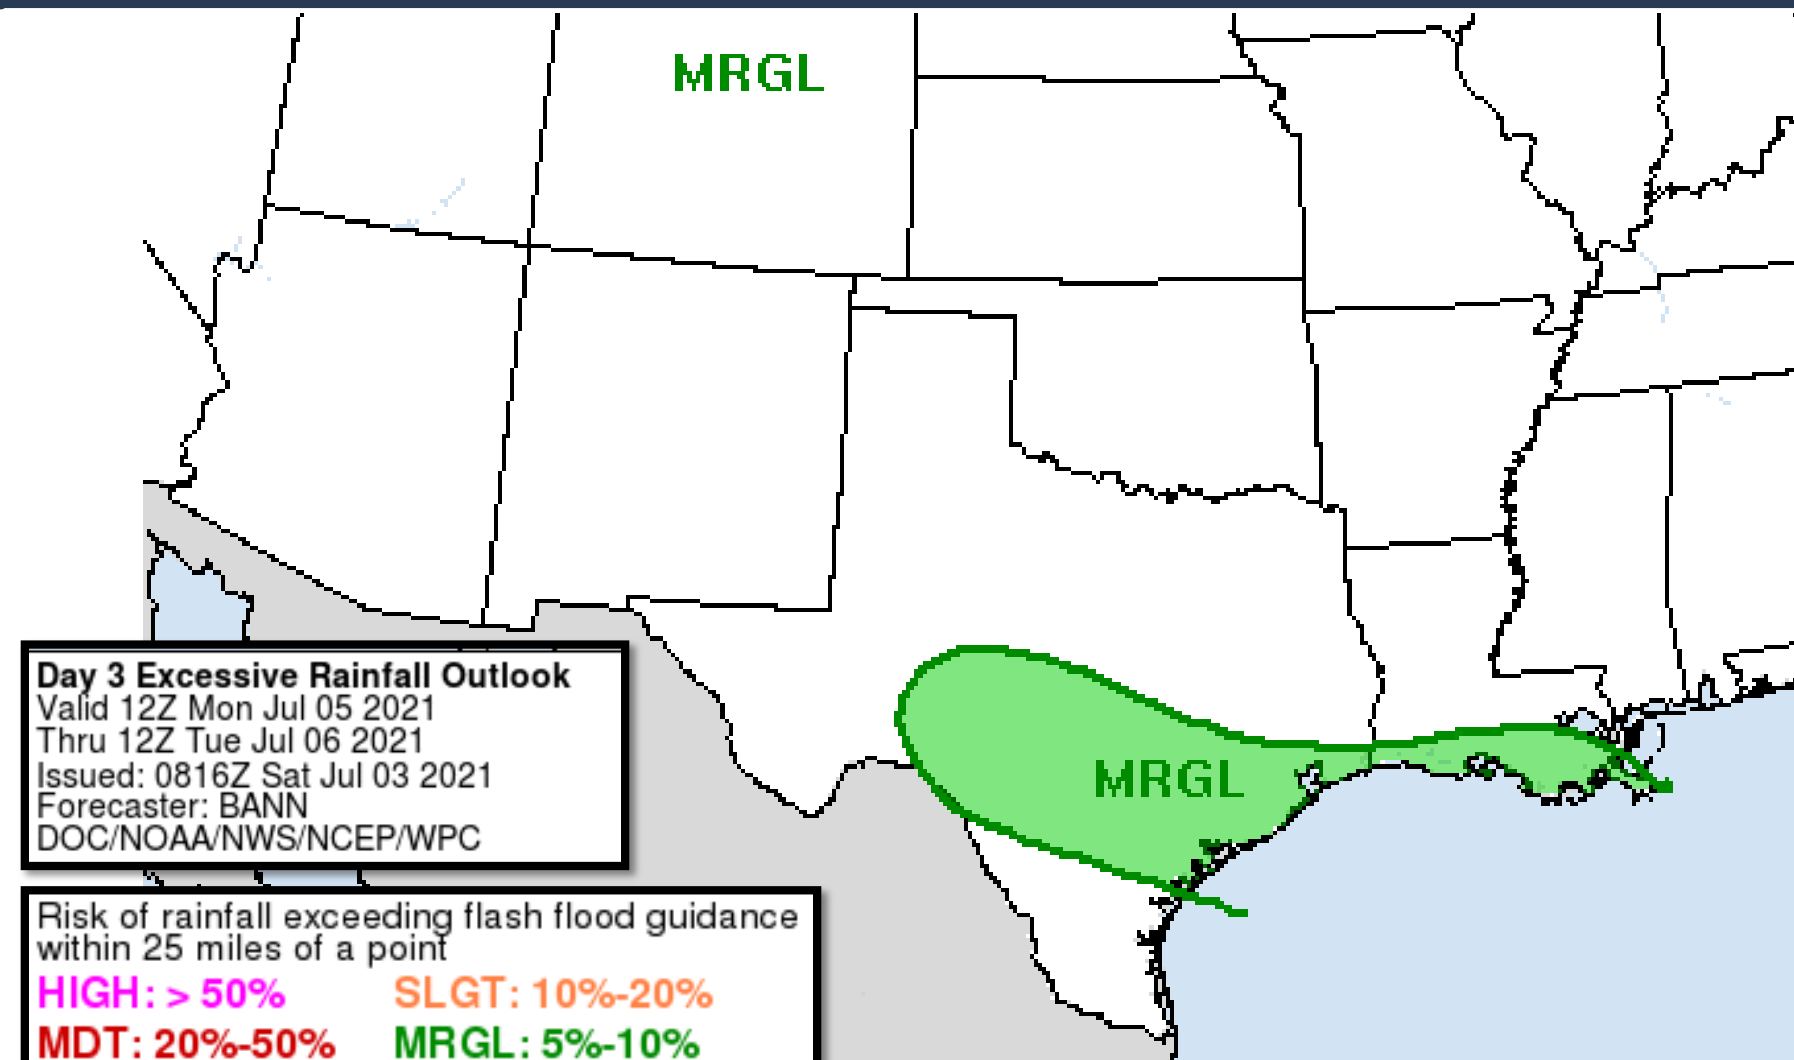 MRGL
MRGL
Day 3 Excessive Rainfall Outlook
Valid 12Z Mon Jul 05 2021
Thru 12Z Tue Jul 06 2021
Issued: 0816Z Sat Jul 03 2021
Forecaster: BANN
DOC/NOAA/NWS/NCEP/WPC
Risk of rainfall exceeding flash flood guidance
within 25 miles of a point
HIGH: > 50% SLGT: 10%-20%
MDT: 20%-50% MRGL: 5%-10%